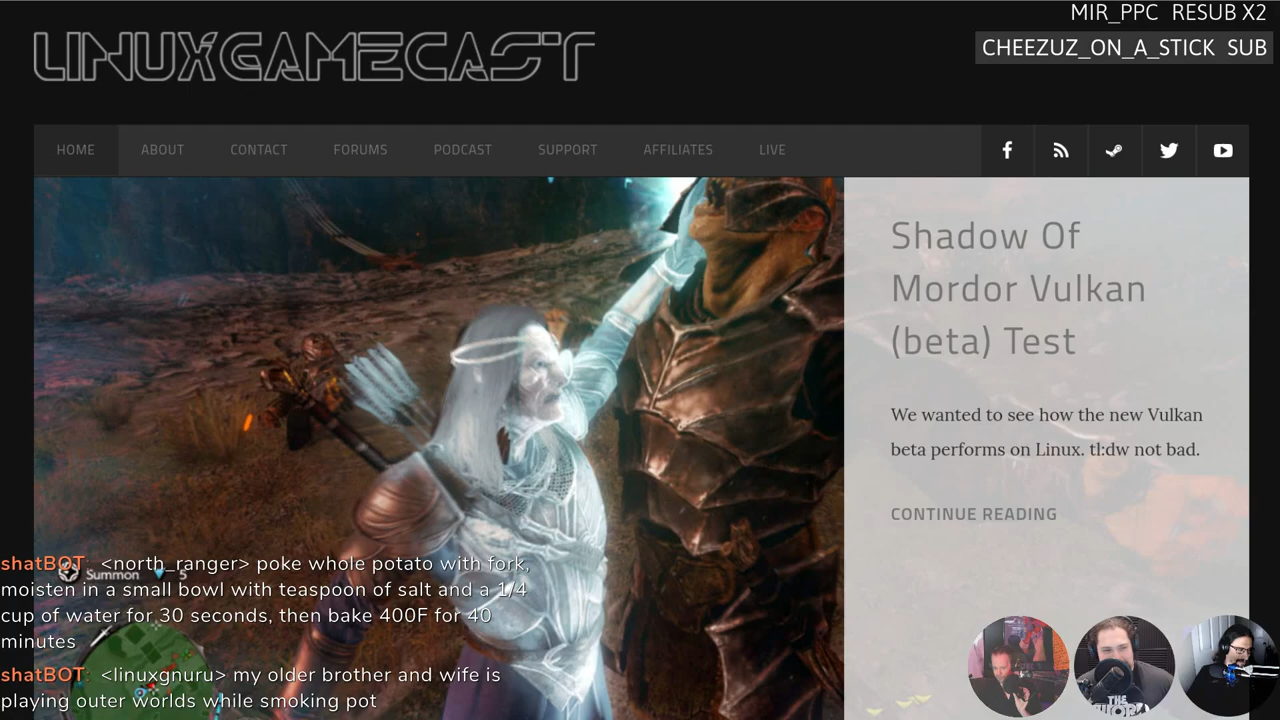 MIR_PPC RESUB X2
LINUXGAMECAST
CHEEZUZ_ON_A_STICK SUB
HOME ABOUT CONTACT FORUMS PODCAST SUPPORT AFFILIATES LIVE
Shadow Of
Mordor Vulkan
(beta) Test
We wanted to see how the new Vulkan
beta performs on Linux. tl:dw not bad.
CONTINUE READING
shatBOT: <north_ranger> poke whole potato with fork,
Summon 5
moisten in a small bowl with teaspoon of salt and a 1/4
cup of water for 30 seconds, then bake 400F for 40
minutes
shatBOT: <linuxgnuru> my older brother and wife is
playing outer worlds while smoking pot
THE